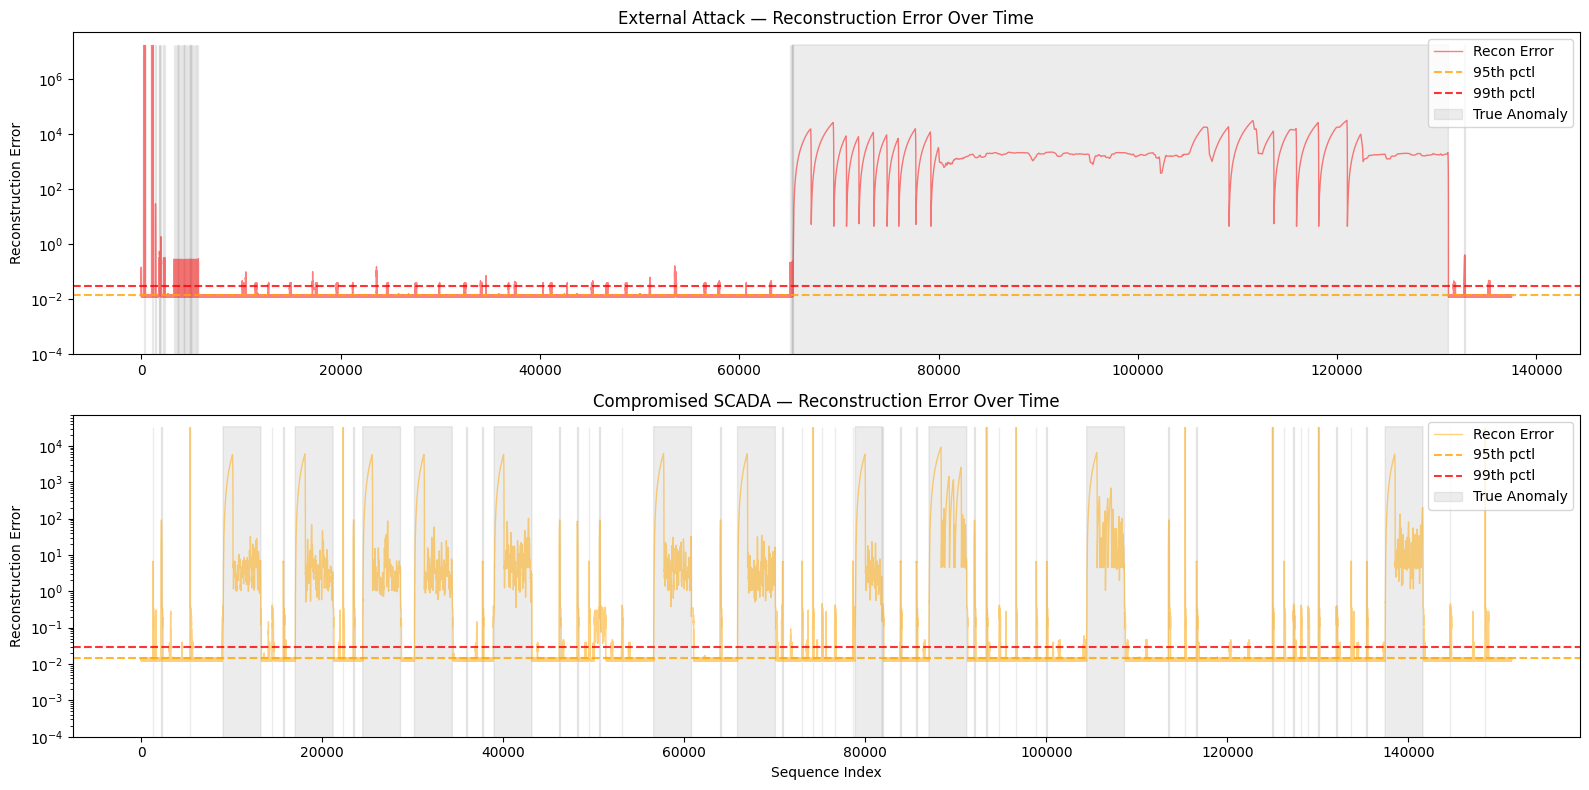 External Attack — Reconstruction Error Over Time
Reconstruction Error
10^6
10^4
10^2
10^0
10^-2
10^-4
Recon Error
95th pctl
99th pctl
True Anomaly
0 20000 40000 60000 80000 100000 120000 140000
Compromised SCADA — Reconstruction Error Over Time
Reconstruction Error
10^4
10^3
10^2
10^1
10^0
10^-1
10^-2
10^-3
10^-4
Recon Error
95th pctl
99th pctl
True Anomaly
0 20000 40000 60000 80000 100000 120000 140000
Sequence Index